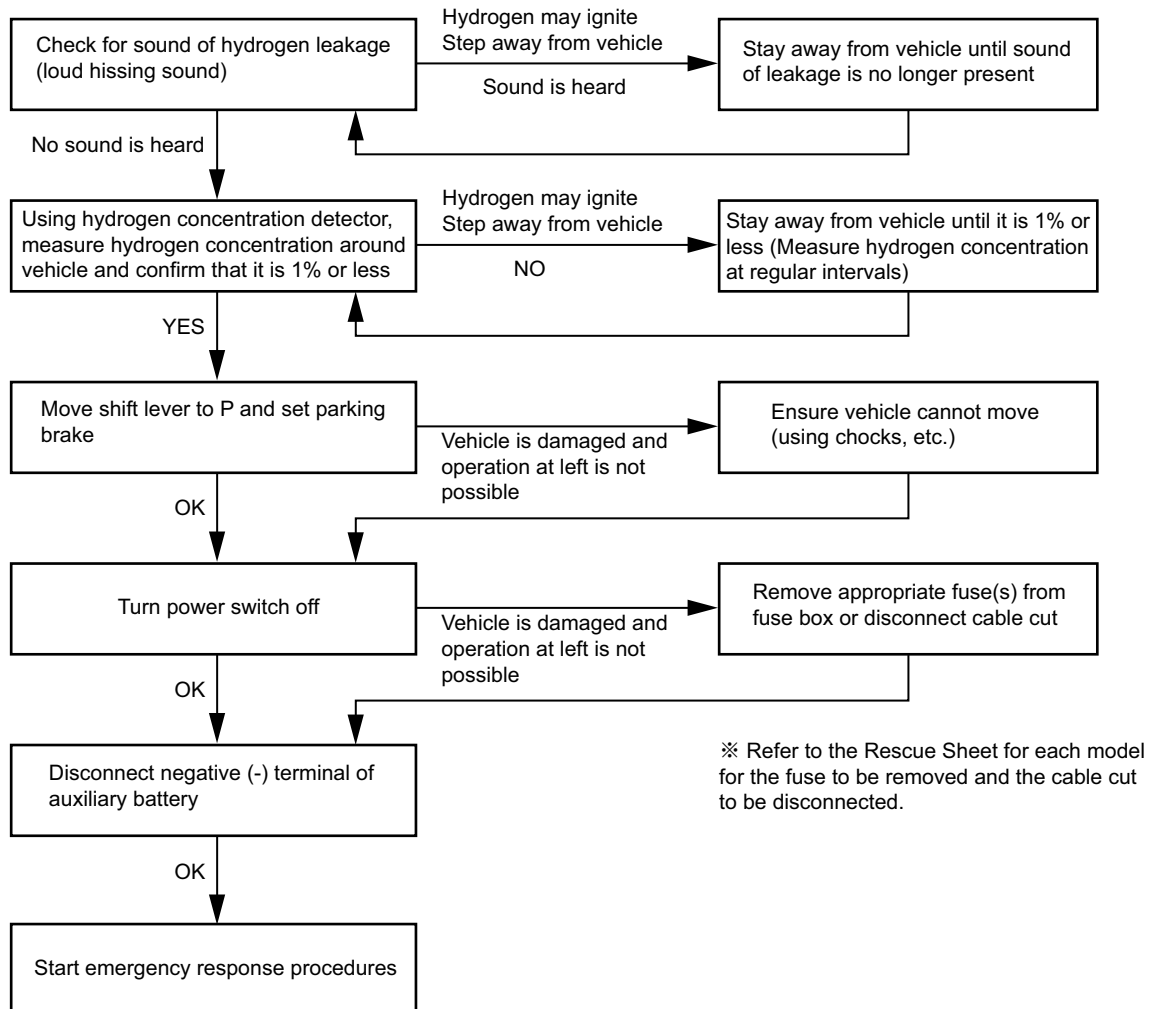 Check for sound of hydrogen leakage
(loud hissing sound)
Hydrogen may ignite
Step away from vehicle
Sound is heard
Stay away from vehicle until sound
of leakage is no longer present
No sound is heard
Using hydrogen concentration detector,
measure hydrogen concentration around
vehicle and confirm that it is 1% or less
Hydrogen may ignite
Step away from vehicle
NO
Stay away from vehicle until it is 1% or
less (Measure hydrogen concentration
at regular intervals)
YES
Move shift lever to P and set parking
brake
Vehicle is damaged and
operation at left is not
possible
Ensure vehicle cannot move
(using chocks, etc.)
OK
Turn power switch off
Vehicle is damaged and
operation at left is not
possible
Remove appropriate fuse(s) from
fuse box or disconnect cable cut
OK
Disconnect negative (-) terminal of
auxiliary battery
※ Refer to the Rescue Sheet for each model
for the fuse to be removed and the cable cut
to be disconnected.
OK
Start emergency response procedures